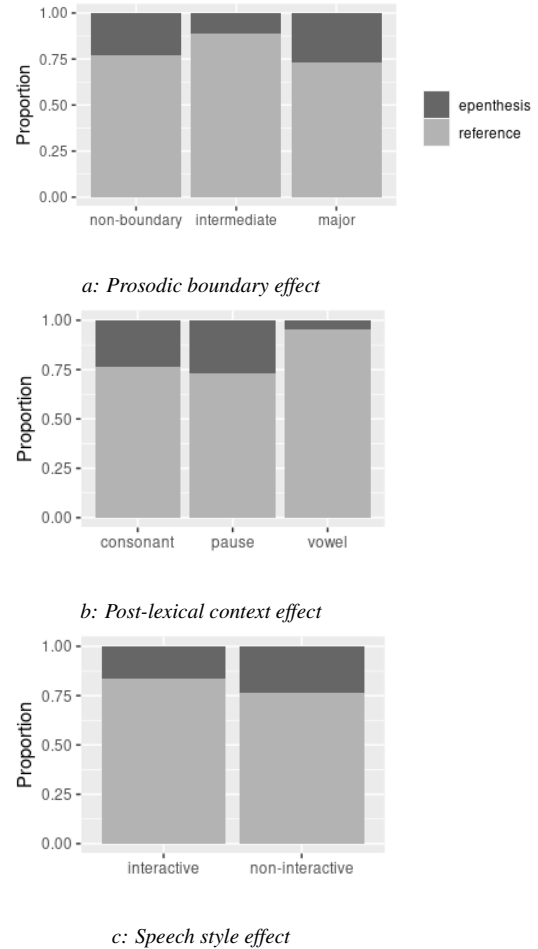 1.00
0.75
0.50
0.25
0.00
Proportion
non-boundary intermediate major
epenthesis
reference
a: Prosodic boundary effect
1.00
0.75
0.50
0.25
0.00
Proportion
consonant pause vowel
b: Post-lexical context effect
1.00
0.75
0.50
0.25
0.00
Proportion
interactive non-interactive
c: Speech style effect